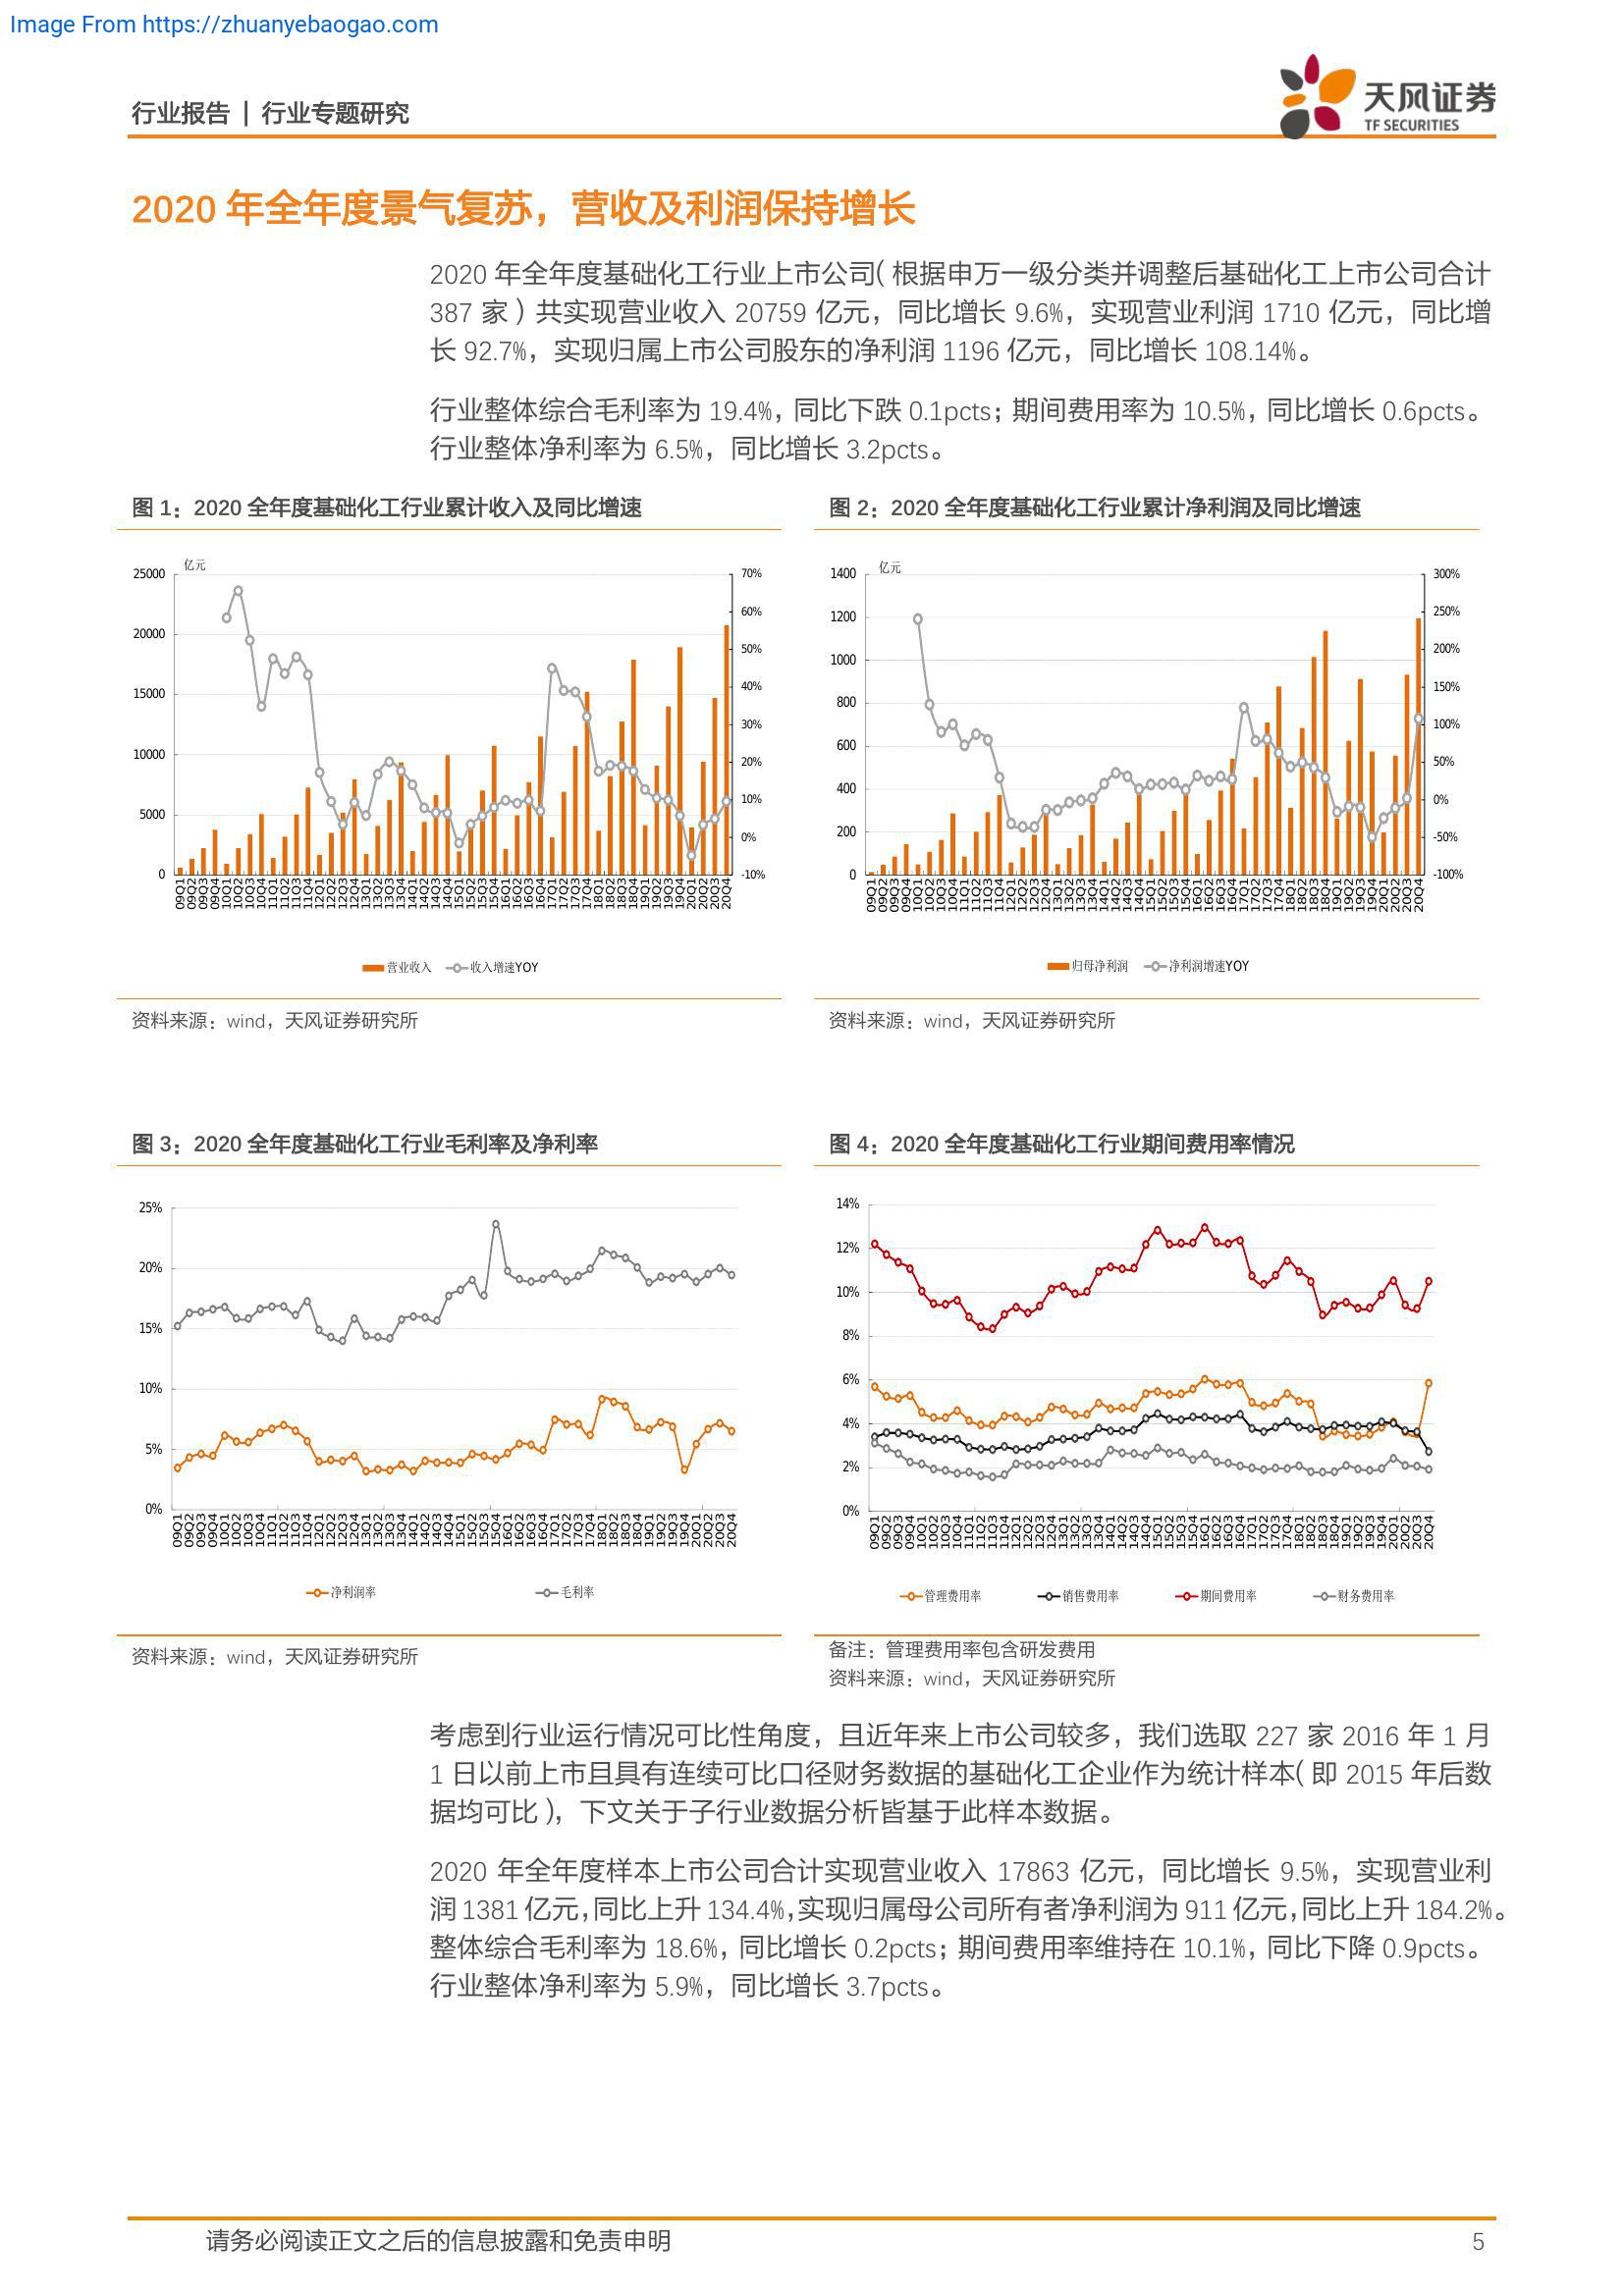 Image From https://zhuanyebaogao.com
行业报告 | 行业专题研究
天风证券
TF SECURITIES
2020 年全年度景气复苏，营收及利润保持增长
2020 年全年度基础化工行业上市公司（根据申万一级分类并调整后基础化工上市公司合计
387 家）共实现营业收入 20759 亿元，同比增长 9.6%，实现营业利润 1710 亿元，同比增
长 92.7%，实现归属上市公司股东的净利润 1196 亿元，同比增长 108.14%。
行业整体综合毛利率为 19.4%，同比下跌 0.1pcts；期间费用率为 10.5%，同比增长 0.6pcts。
行业整体净利率为 6.5%，同比增长 3.2pcts。
图 1：2020 全年度基础化工行业累计收入及同比增速
亿元
25000
20000
15000
10000
5000
0
70%
60%
50%
40%
30%
20%
10%
0%
-10%
09Q1 09Q2 09Q3 09Q4 10Q1 10Q2 10Q3 10Q4 11Q1 11Q2 11Q3 11Q4 12Q1 12Q2 12Q3 12Q4 13Q1 13Q2 13Q3 13Q4 14Q1 14Q2 14Q3 14Q4 15Q1 15Q2 15Q3 15Q4 16Q1 16Q2 16Q3 16Q4 17Q1 17Q2 17Q3 17Q4 18Q1 18Q2 18Q3 18Q4 19Q1 19Q2 19Q3 19Q4 20Q1 20Q2 20Q3 20Q4
营业收入 收入增速YOY
资料来源：wind，天风证券研究所
图 2：2020 全年度基础化工行业累计净利润及同比增速
亿元
1400
1200
1000
800
600
400
200
0
300%
250%
200%
150%
100%
50%
0%
-50%
-100%
09Q1 09Q2 09Q3 09Q4 10Q1 10Q2 10Q3 10Q4 11Q1 11Q2 11Q3 11Q4 12Q1 12Q2 12Q3 12Q4 13Q1 13Q2 13Q3 13Q4 14Q1 14Q2 14Q3 14Q4 15Q1 15Q2 15Q3 15Q4 16Q1 16Q2 16Q3 16Q4 17Q1 17Q2 17Q3 17Q4 18Q1 18Q2 18Q3 18Q4 19Q1 19Q2 19Q3 19Q4 20Q1 20Q2 20Q3 20Q4
归母净利润 净利润增速YOY
资料来源：wind，天风证券研究所
图 3：2020 全年度基础化工行业毛利率及净利率
25%
20%
15%
10%
5%
0%
09Q1 09Q2 09Q3 09Q4 10Q1 10Q2 10Q3 10Q4 11Q1 11Q2 11Q3 11Q4 12Q1 12Q2 12Q3 12Q4 13Q1 13Q2 13Q3 13Q4 14Q1 14Q2 14Q3 14Q4 15Q1 15Q2 15Q3 15Q4 16Q1 16Q2 16Q3 16Q4 17Q1 17Q2 17Q3 17Q4 18Q1 18Q2 18Q3 18Q4 19Q1 19Q2 19Q3 19Q4 20Q1 20Q2 20Q3 20Q4
净利润率 毛利率
资料来源：wind，天风证券研究所
图 4：2020 全年度基础化工行业期间费用率情况
14%
12%
10%
8%
6%
4%
2%
0%
09Q1 09Q2 09Q3 09Q4 10Q1 10Q2 10Q3 10Q4 11Q1 11Q2 11Q3 11Q4 12Q1 12Q2 12Q3 12Q4 13Q1 13Q2 13Q3 13Q4 14Q1 14Q2 14Q3 14Q4 15Q1 15Q2 15Q3 15Q4 16Q1 16Q2 16Q3 16Q4 17Q1 17Q2 17Q3 17Q4 18Q1 18Q2 18Q3 18Q4 19Q1 19Q2 19Q3 19Q4 20Q1 20Q2 20Q3 20Q4
管理费用率 销售费用率 期间费用率 财务费用率
备注：管理费用率包含研发费用
资料来源：wind，天风证券研究所
考虑到行业运行情况可比性角度，且近年来上市公司较多，我们选取 227 家 2016 年 1 月
1 日以前上市且具有连续可比口径财务数据的基础化工企业作为统计样本（即 2015 年后数
据均可比），下文关于子行业数据分析皆基于此样本数据。
2020 年全年度样本上市公司合计实现营业收入 17863 亿元，同比增长 9.5%，实现营业利
润 1381 亿元，同比上升 134.4%，实现归属母公司所有者净利润为 911 亿元，同比上升 184.2%。
整体综合毛利率为 18.6%，同比增长 0.2pcts；期间费用率维持在 10.1%，同比下降 0.9pcts。
行业整体净利率为 5.9%，同比增长 3.7pcts。
请务必阅读正文之后的信息披露和免责申明
5